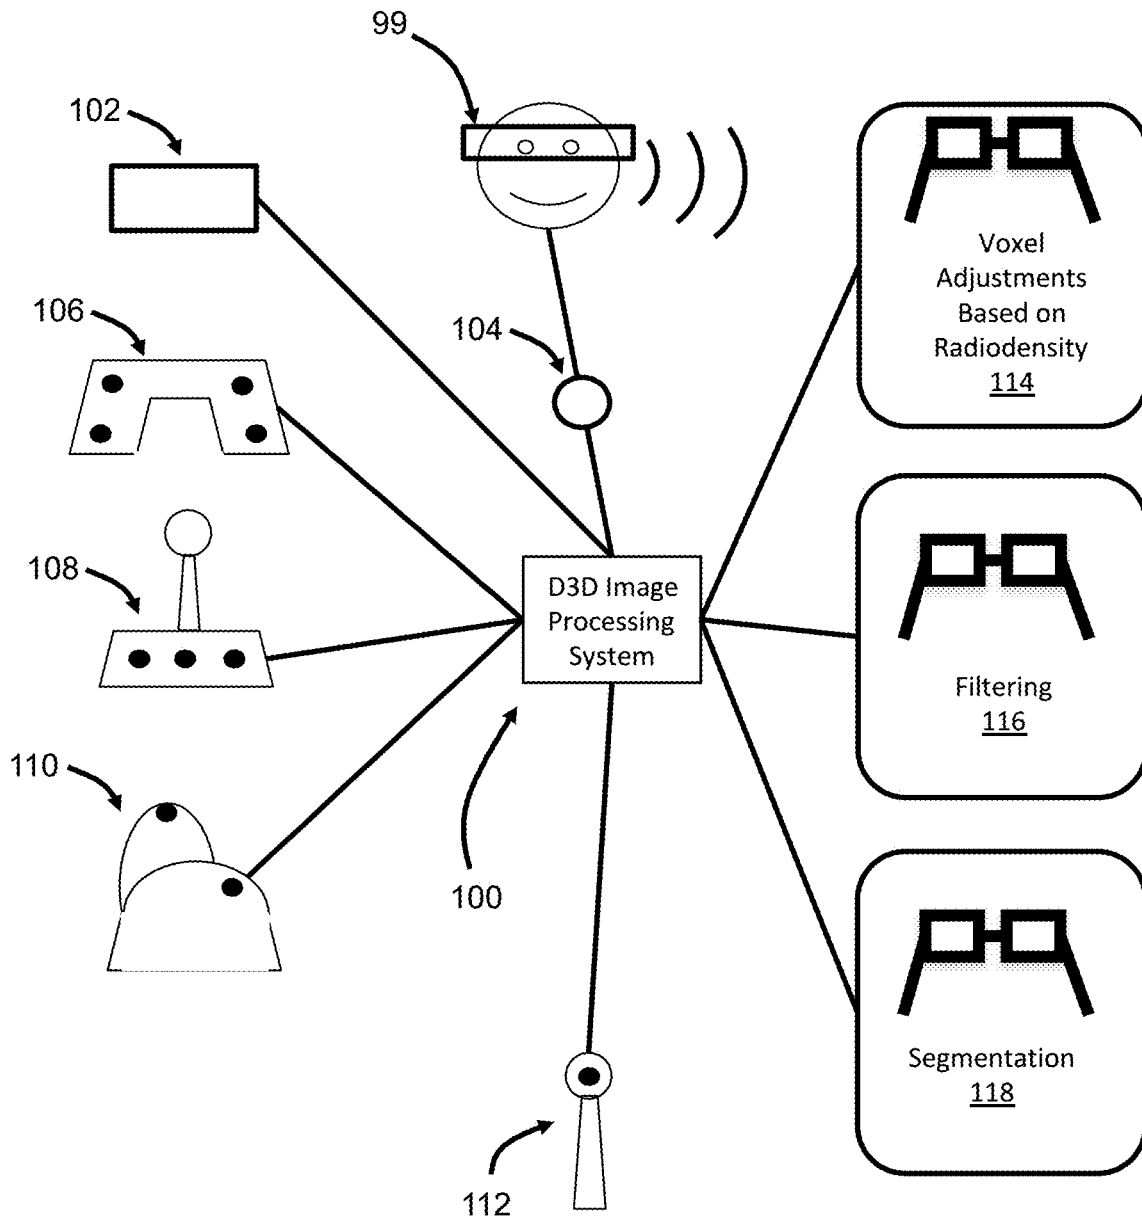 99
102
Voxel
Adjustments
Based on
Radiodensity
114
106
104
108
D3D Image
Processing
System
Filtering
116
110
100
Segmentation
118
112